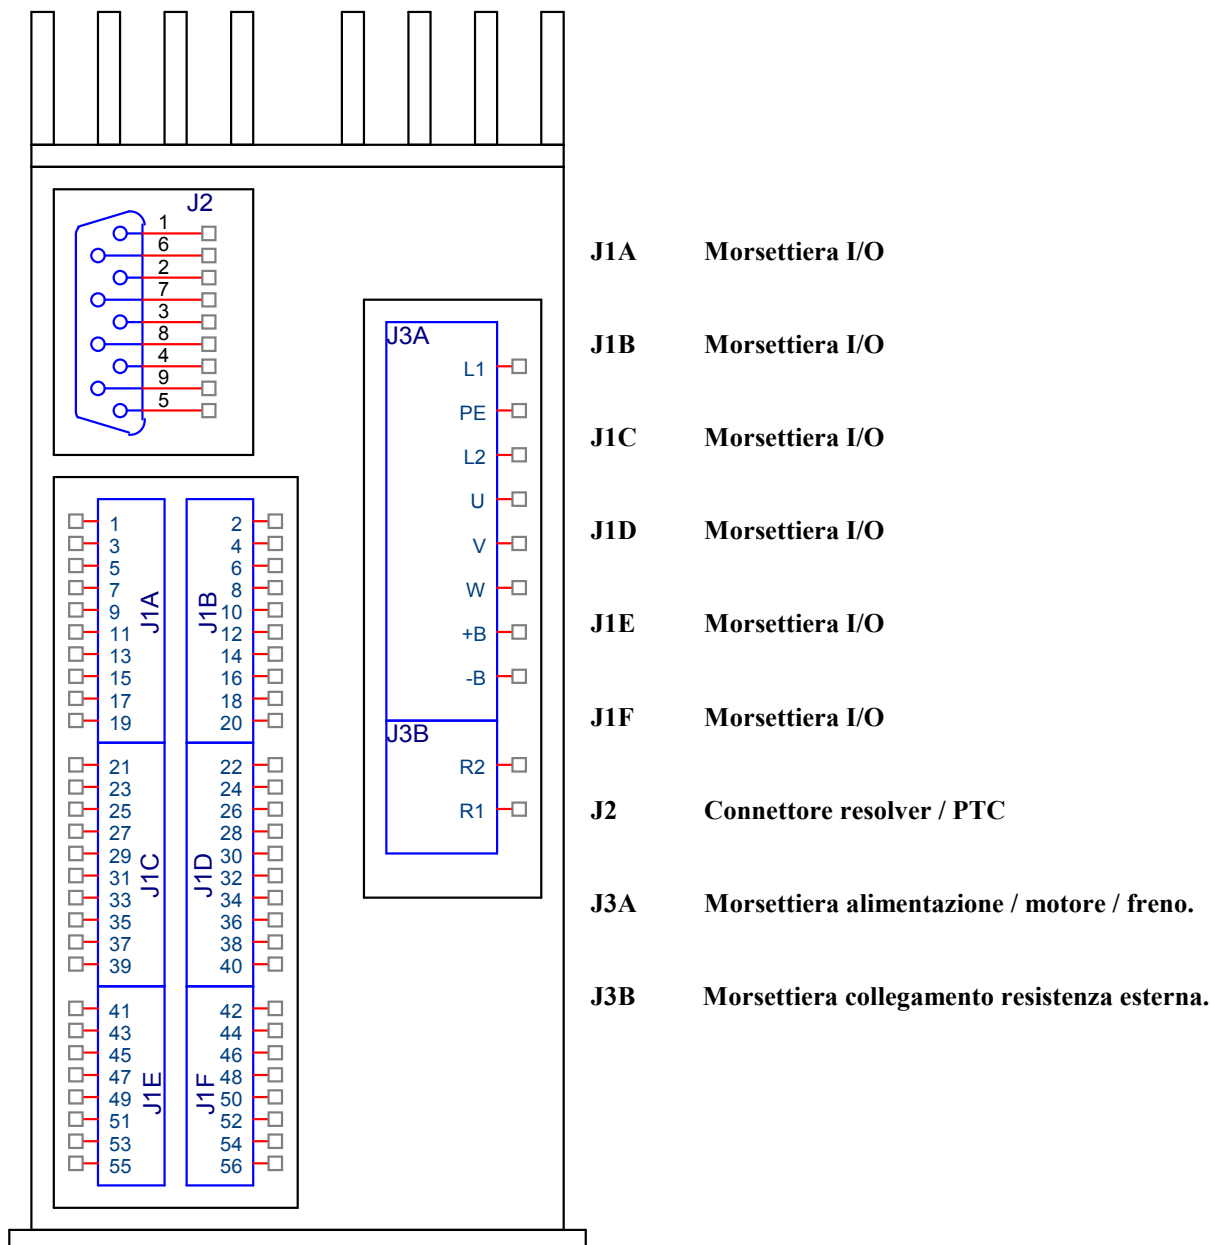 J2
1
6
2
7
3
8
4
9
5
J3A
L1
PE
L2
U
V
W
+B
-B
J3B
R2
R1
J1A
1
3
5
7
9
11
13
15
17
19
J1B
2
4
6
8
10
12
14
16
18
20
J1C
21
23
25
27
29
31
33
35
37
39
J1D
22
24
26
28
30
32
34
36
38
40
J1E
41
43
45
47
49
51
53
55
J1F
42
44
46
48
50
52
54
56
J1A Morsettiera I/O
J1B Morsettiera I/O
J1C Morsettiera I/O
J1D Morsettiera I/O
J1E Morsettiera I/O
J1F Morsettiera I/O
J2 Connettore resolver / PTC
J3A Morsettiera alimentazione / motore / freno.
J3B Morsettiera collegamento resistenza esterna.